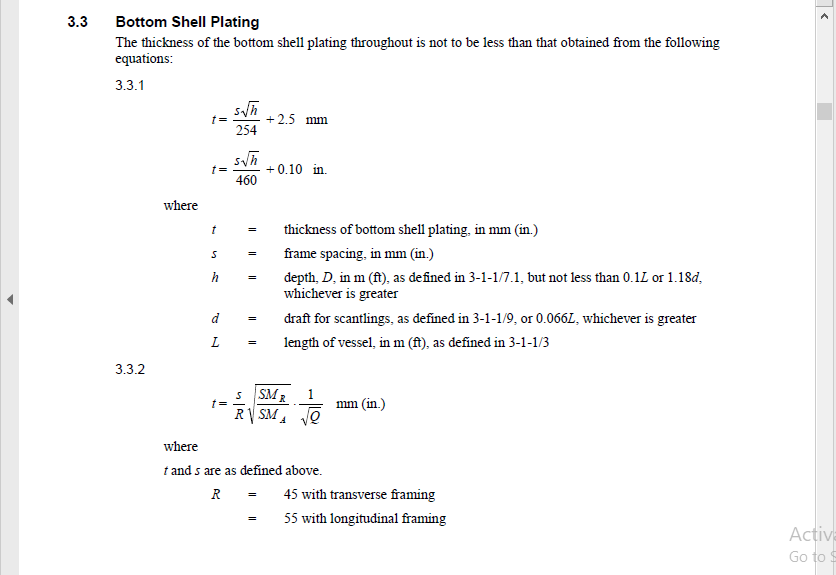 3.3 Bottom Shell Plating
The thickness of the bottom shell plating throughout is not to be less than that obtained from the following
equations:
3.3.1
t = s√h / 254 + 2.5 mm
t = s√h / 460 + 0.10 in.
where
t = thickness of bottom shell plating, in mm (in.)
s = frame spacing, in mm (in.)
h = depth, D, in m (ft), as defined in 3-1-1/7.1, but not less than 0.1L or 1.18d,
whichever is greater
d = draft for scantlings, as defined in 3-1-1/9, or 0.066L, whichever is greater
L = length of vessel, in m (ft), as defined in 3-1-1/3
3.3.2
t = s/R √(SM_R / SM_A) · 1/√Q mm (in.)
where
t and s are as defined above.
R = 45 with transverse framing
= 55 with longitudinal framing
Activ
Go to S